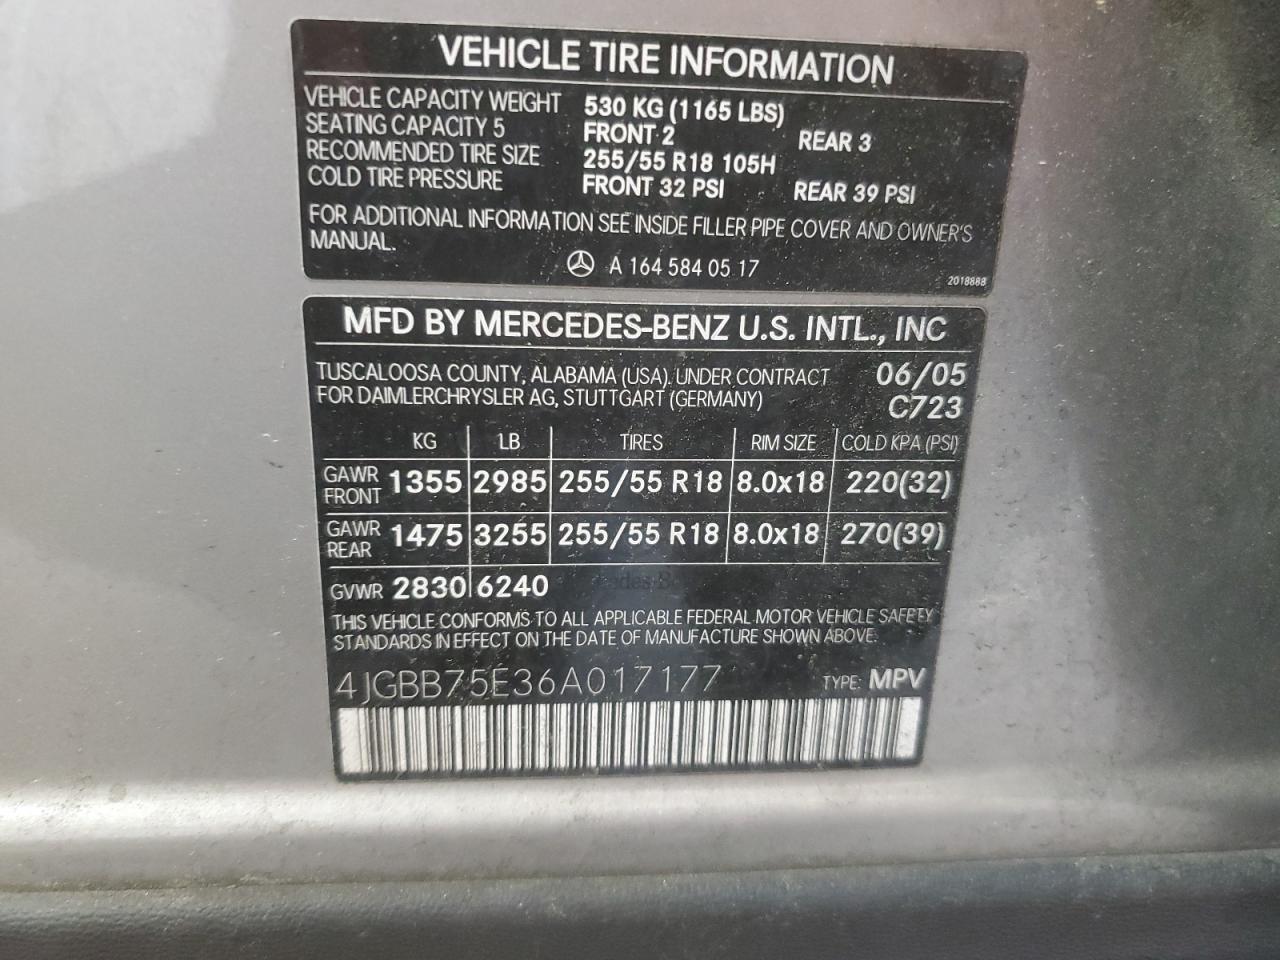 VEHICLE TIRE INFORMATION
VEHICLE CAPACITY WEIGHT 530 KG (1165 LBS)
SEATING CAPACITY 5 FRONT 2 REAR 3
RECOMMENDED TIRE SIZE 255/55 R18 105H
COLD TIRE PRESSURE FRONT 32 PSI REAR 39 PSI
FOR ADDITIONAL INFORMATION SEE INSIDE FILLER PIPE COVER AND OWNER'S
MANUAL.
A 164 584 05 17
2018888
MFD BY MERCEDES-BENZ U.S. INTL., INC
TUSCALOOSA COUNTY, ALABAMA (USA). UNDER CONTRACT 06/05
FOR DAIMLERCHRYSLER AG, STUTTGART (GERMANY) C723
KG LB TIRES RIM SIZE COLD KPA (PSI)
GAWR FRONT 1355 2985 255/55 R18 8.0x18 220(32)
GAWR REAR 1475 3255 255/55 R18 8.0x18 270(39)
GVWR 2830 6240
THIS VEHICLE CONFORMS TO ALL APPLICABLE FEDERAL MOTOR VEHICLE SAFETY
STANDARDS IN EFFECT ON THE DATE OF MANUFACTURE SHOWN ABOVE.
4JGBB75E36A017177 TYPE: MPV